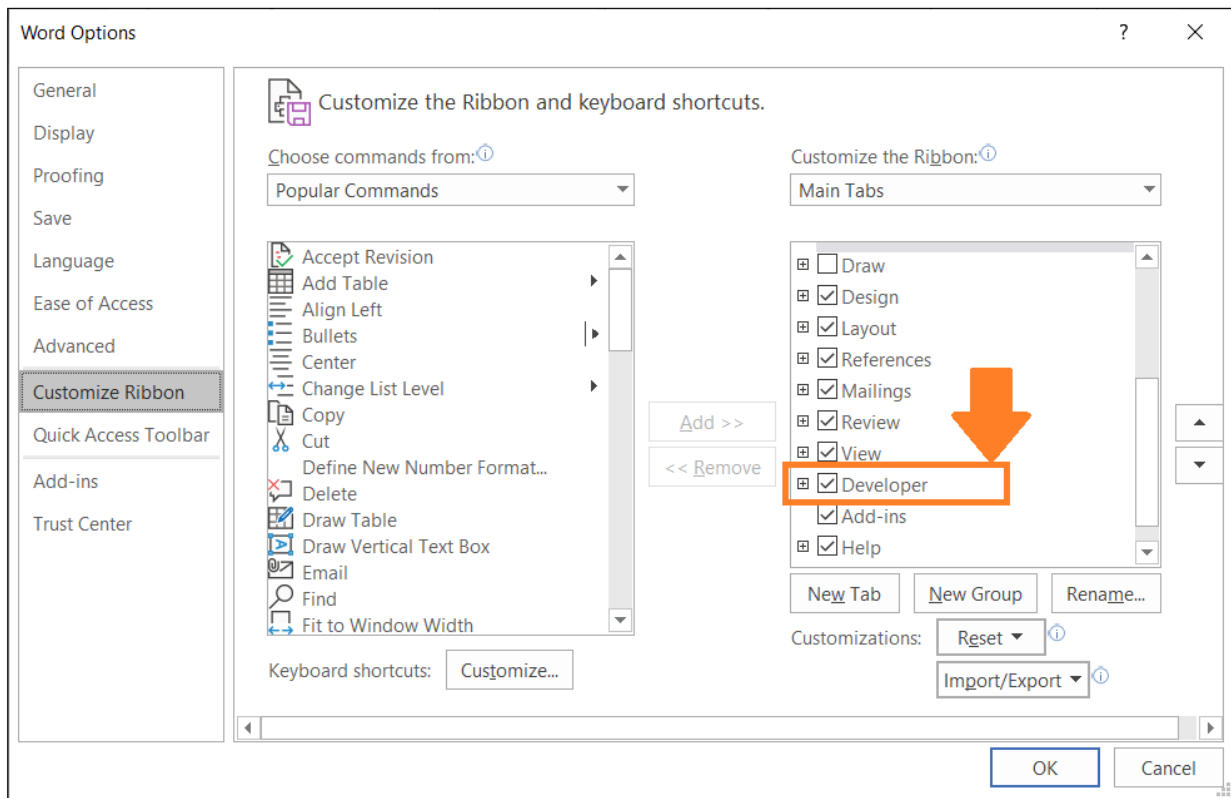 Word Options
?
General
Display
Proofing
Save
Language
Ease of Access
Advanced
Customize Ribbon
Quick Access Toolbar
Add-ins
Trust Center
Customize the Ribbon and keyboard shortcuts.
Choose commands from:
Popular Commands
Accept Revision
Add Table
Align Left
Bullets
Center
Change List Level
Copy
Cut
Define New Number Format...
Delete
Draw Table
Draw Vertical Text Box
Email
Find
Fit to Window Width
Keyboard shortcuts: Customize...
Add >>
<< Remove
Customize the Ribbon:
Main Tabs
Draw
Design
Layout
References
Mailings
Review
View
Developer
Add-ins
Help
New Tab New Group Rename...
Customizations: Reset
Import/Export
OK Cancel